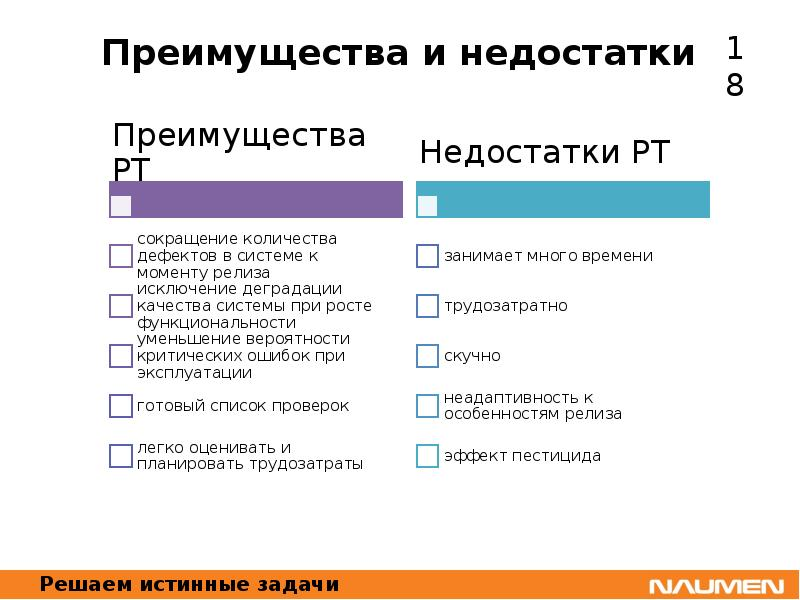 Преимущества и недостатки
1
8
Преимущества
РТ
сокращение количества
дефектов в системе к
моменту релиза
исключение деградации
качества системы при росте
функциональности
уменьшение вероятности
критических ошибок при
эксплуатации
готовый список проверок
легко оценивать и
планировать трудозатраты
Недостатки РТ
занимает много времени
трудозатратно
скучно
неадаптивность к
особенностям релиза
эффект пестицида
Решаем истинные задачи
NAUMEN